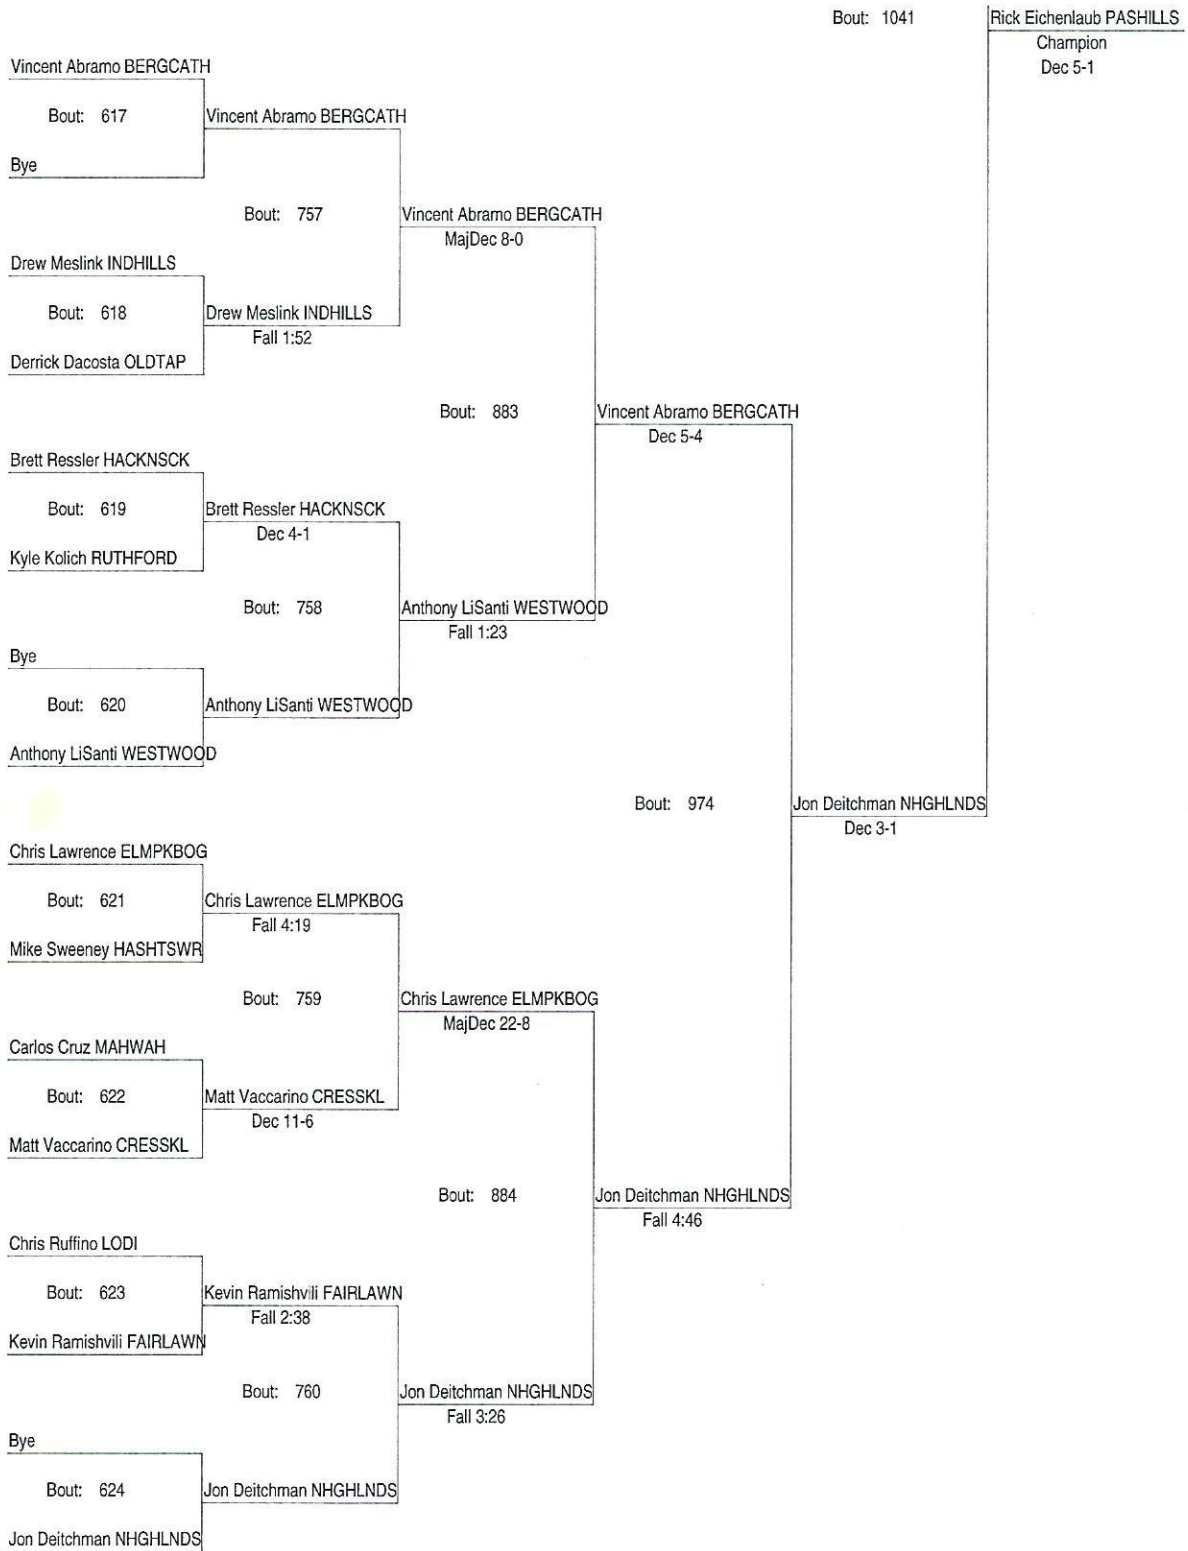 Bout: 1041
Rick Eichenlaub PASHILLS
Champion
Dec 5-1
Vincent Abramo BERGCATH
Bout: 617
Vincent Abramo BERGCATH
Bye
Bout: 757
Vincent Abramo BERGCATH
MajDec 8-0
Drew Meslink INDHILLS
Bout: 618
Drew Meslink INDHILLS
Fall 1:52
Derrick Dacosta OLDTAP
Bout: 883
Vincent Abramo BERGCATH
Dec 5-4
Brett Ressler HACKNSCK
Bout: 619
Brett Ressler HACKNSCK
Dec 4-1
Kyle Kolich RUTHFORD
Bout: 758
Anthony LiSanti WESTWOOD
Fall 1:23
Bye
Bout: 620
Anthony LiSanti WESTWOOD
Anthony LiSanti WESTWOOD
Bout: 974
Jon Deitchman NHGHLNDS
Dec 3-1
Chris Lawrence ELMPKBOG
Bout: 621
Chris Lawrence ELMPKBOG
Fall 4:19
Mike Sweeney HASHTSWR
Bout: 759
Chris Lawrence ELMPKBOG
MajDec 22-8
Carlos Cruz MAHWAH
Bout: 622
Matt Vaccarino CRESSKL
Dec 11-6
Matt Vaccarino CRESSKL
Bout: 884
Jon Deitchman NHGHLNDS
Fall 4:46
Chris Ruffino LODI
Bout: 623
Kevin Ramishvili FAIRLAWN
Fall 2:38
Kevin Ramishvili FAIRLAWN
Bout: 760
Jon Deitchman NHGHLNDS
Fall 3:26
Bye
Bout: 624
Jon Deitchman NHGHLNDS
Jon Deitchman NHGHLNDS